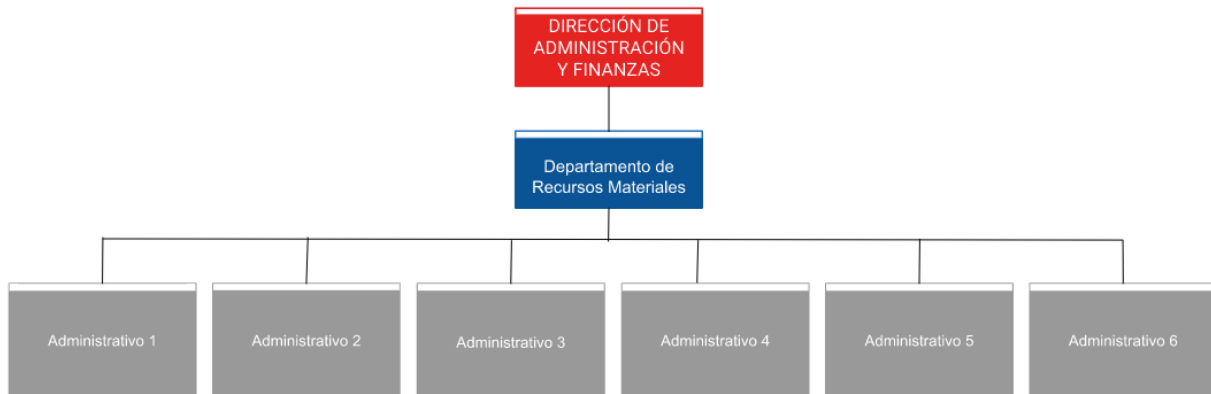 DIRECCIÓN DE
ADMINISTRACIÓN
Y FINANZAS
Departamento de
Recursos Materiales
Administrativo 1
Administrativo 2
Administrativo 3
Administrativo 4
Administrativo 5
Administrativo 6